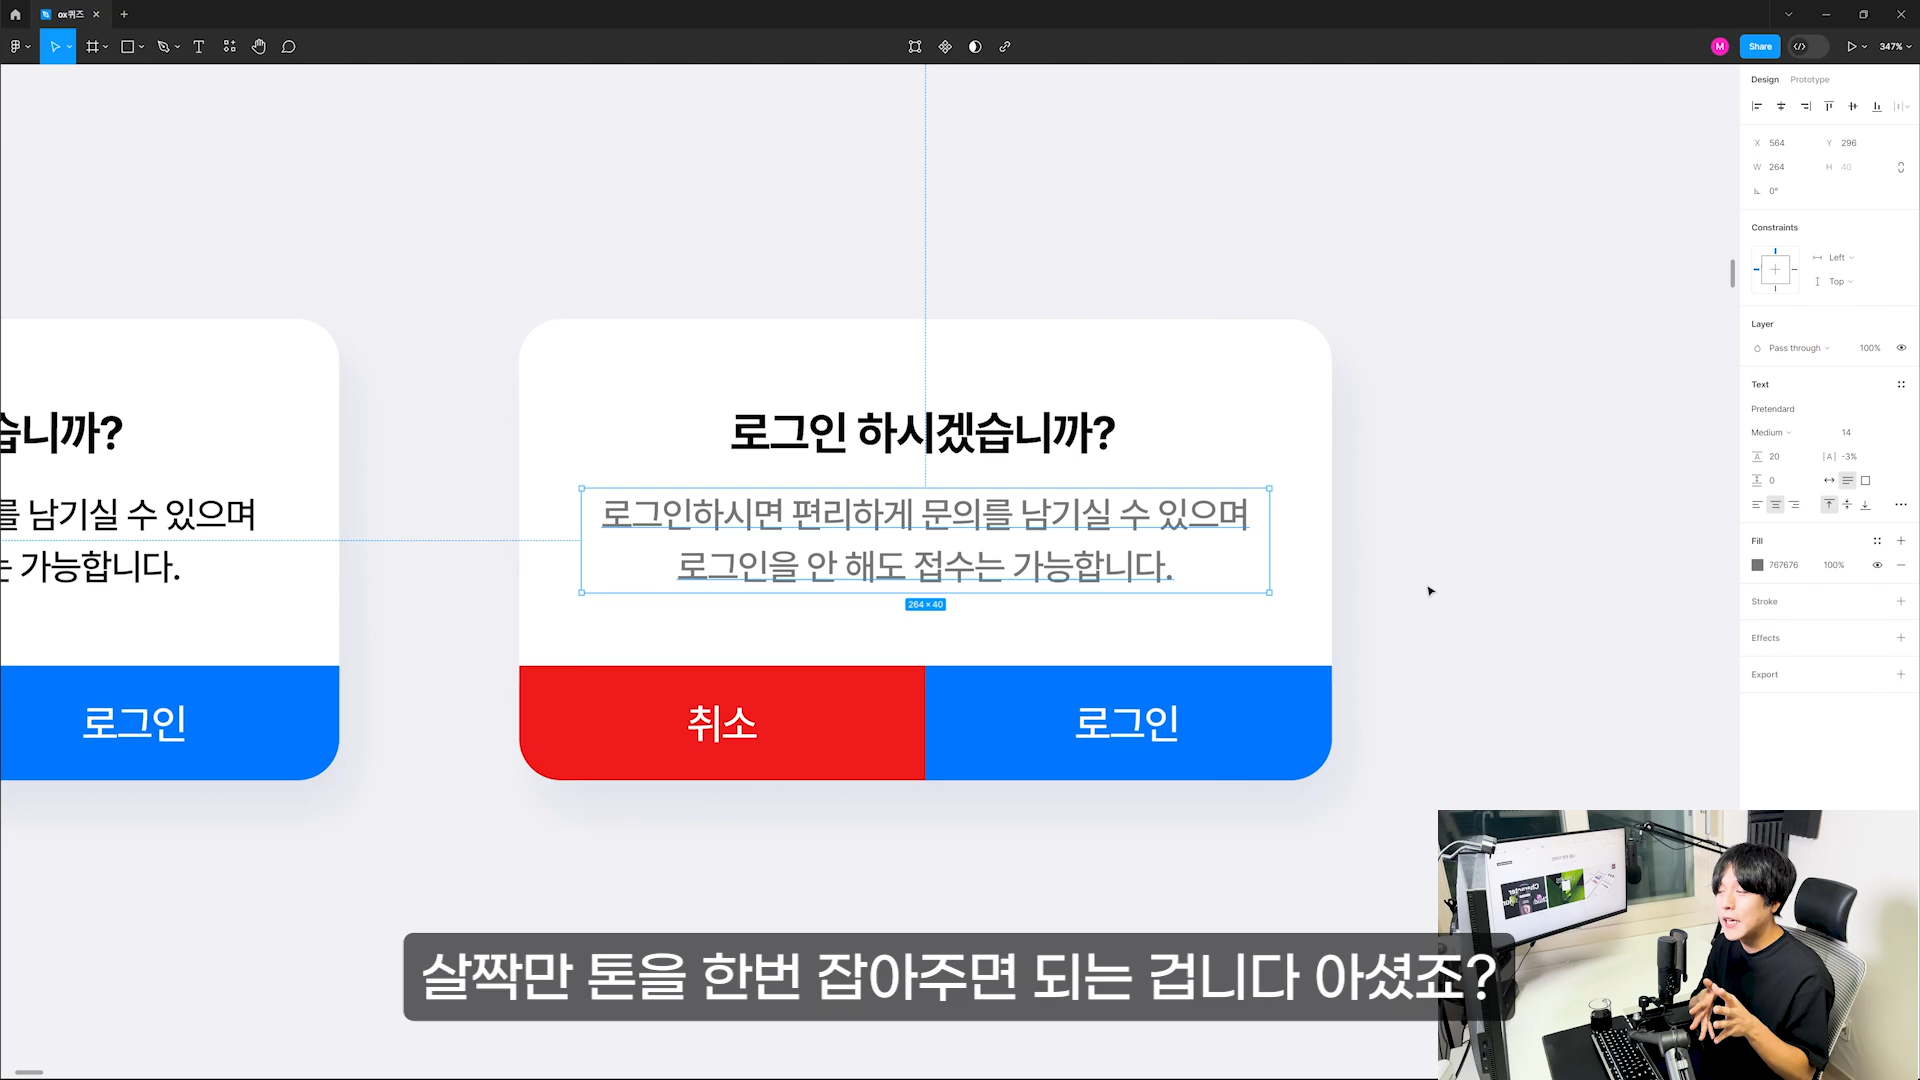 ox퀴즈
M
Share
347%
Design Prototype
X 564 Y 296
W 264 H 40
0°
Constraints
Left
Top
Layer
Pass through 100%
Text
Pretendard
Medium 14
20 |A| -3%
0
Fill
767676 100%
Stroke
Effects
Export
습니까?
를 남기실 수 있으며
는 가능합니다.
로그인
로그인 하시겠습니까?
로그인하시면 편리하게 문의를 남기실 수 있으며
로그인을 안 해도 접수는 가능합니다.
264 × 40
취소
로그인
살짝만 톤을 한번 잡아주면 되는 겁니다 아셨죠?